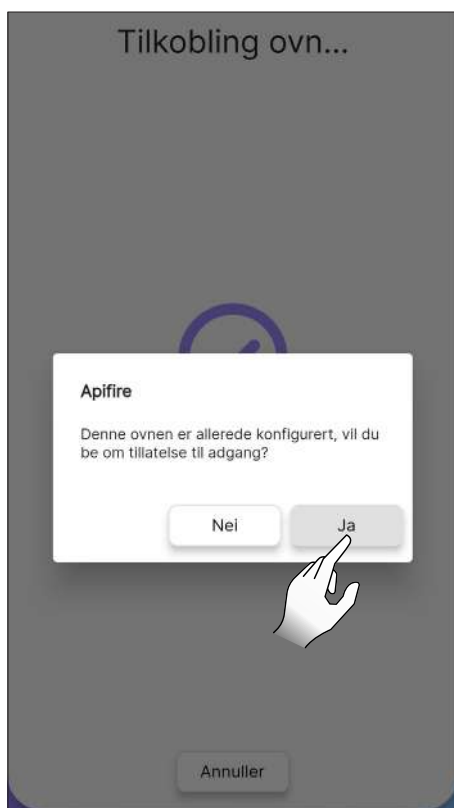 Tilkobling ovn...
Apifire
Denne ovnen er allerede konfigurert, vil du
be om tillatelse til adgang?
Nei
Ja
Annuller